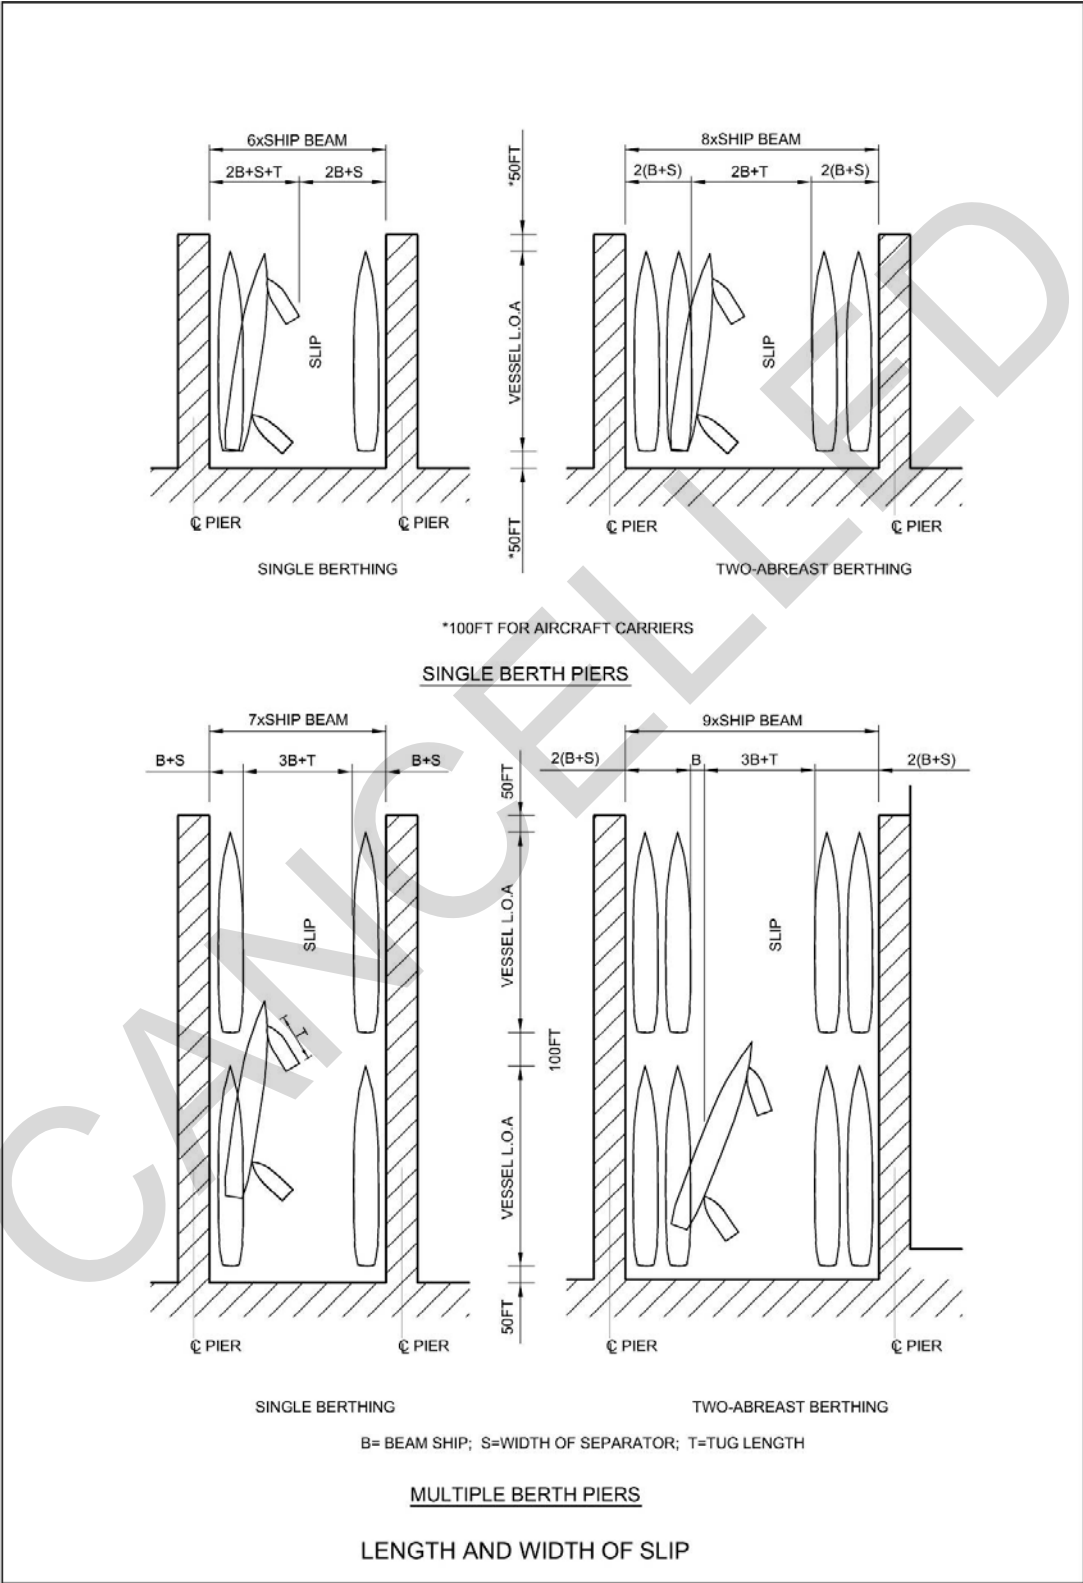 6xSHIP BEAM
2B+S+T
2B+S
*50FT
8xSHIP BEAM
2(B+S)
2B+T
2(B+S)
SLIP
VESSEL L.O.A
SLIP
℄ PIER
℄ PIER
*50FT
℄ PIER
℄ PIER
SINGLE BERTHING
TWO-ABREAST BERTHING
*100FT FOR AIRCRAFT CARRIERS
SINGLE BERTH PIERS
7xSHIP BEAM
B+S
3B+T
B+S
50FT
9xSHIP BEAM
2(B+S)
B
3B+T
2(B+S)
SLIP
VESSEL L.O.A
SLIP
T
100FT
VESSEL L.O.A
50FT
℄ PIER
℄ PIER
℄ PIER
℄ PIER
SINGLE BERTHING
TWO-ABREAST BERTHING
B= BEAM SHIP; S=WIDTH OF SEPARATOR; T=TUG LENGTH
MULTIPLE BERTH PIERS
LENGTH AND WIDTH OF SLIP
CANCELLED